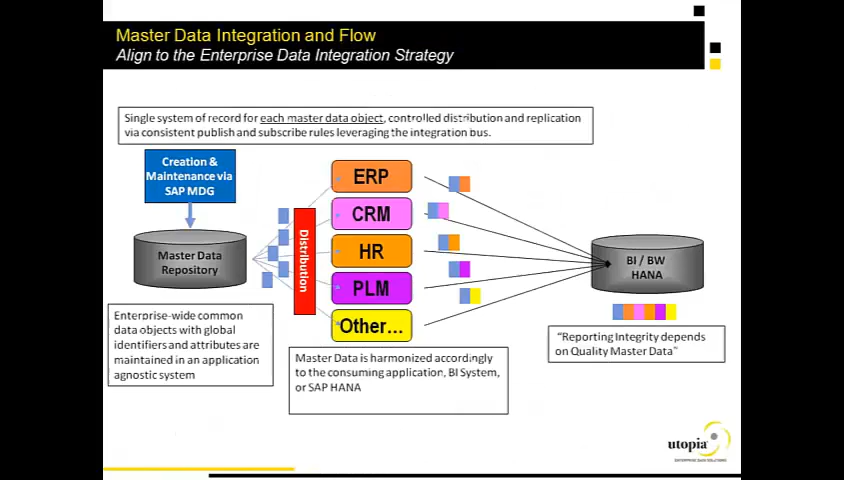 Master Data Integration and Flow
Align to the Enterprise Data Integration Strategy
Single system of record for each master data object, controlled distribution and replication
via consistent publish and subscribe rules leveraging the integration bus.
Creation &
Maintenance via
SAP MDG
Master Data
Repository
Distribution
ERP
CRM
HR
PLM
Other...
BI / BW
HANA
Enterprise-wide common
data objects with global
identifiers and attributes are
maintained in an application
agnostic system
Master Data is harmonized accordingly
to the consuming application, BI System,
or SAP HANA
“Reporting Integrity depends
on Quality Master Data”
utopia
ENTERPRISE DATA SOLUTIONS